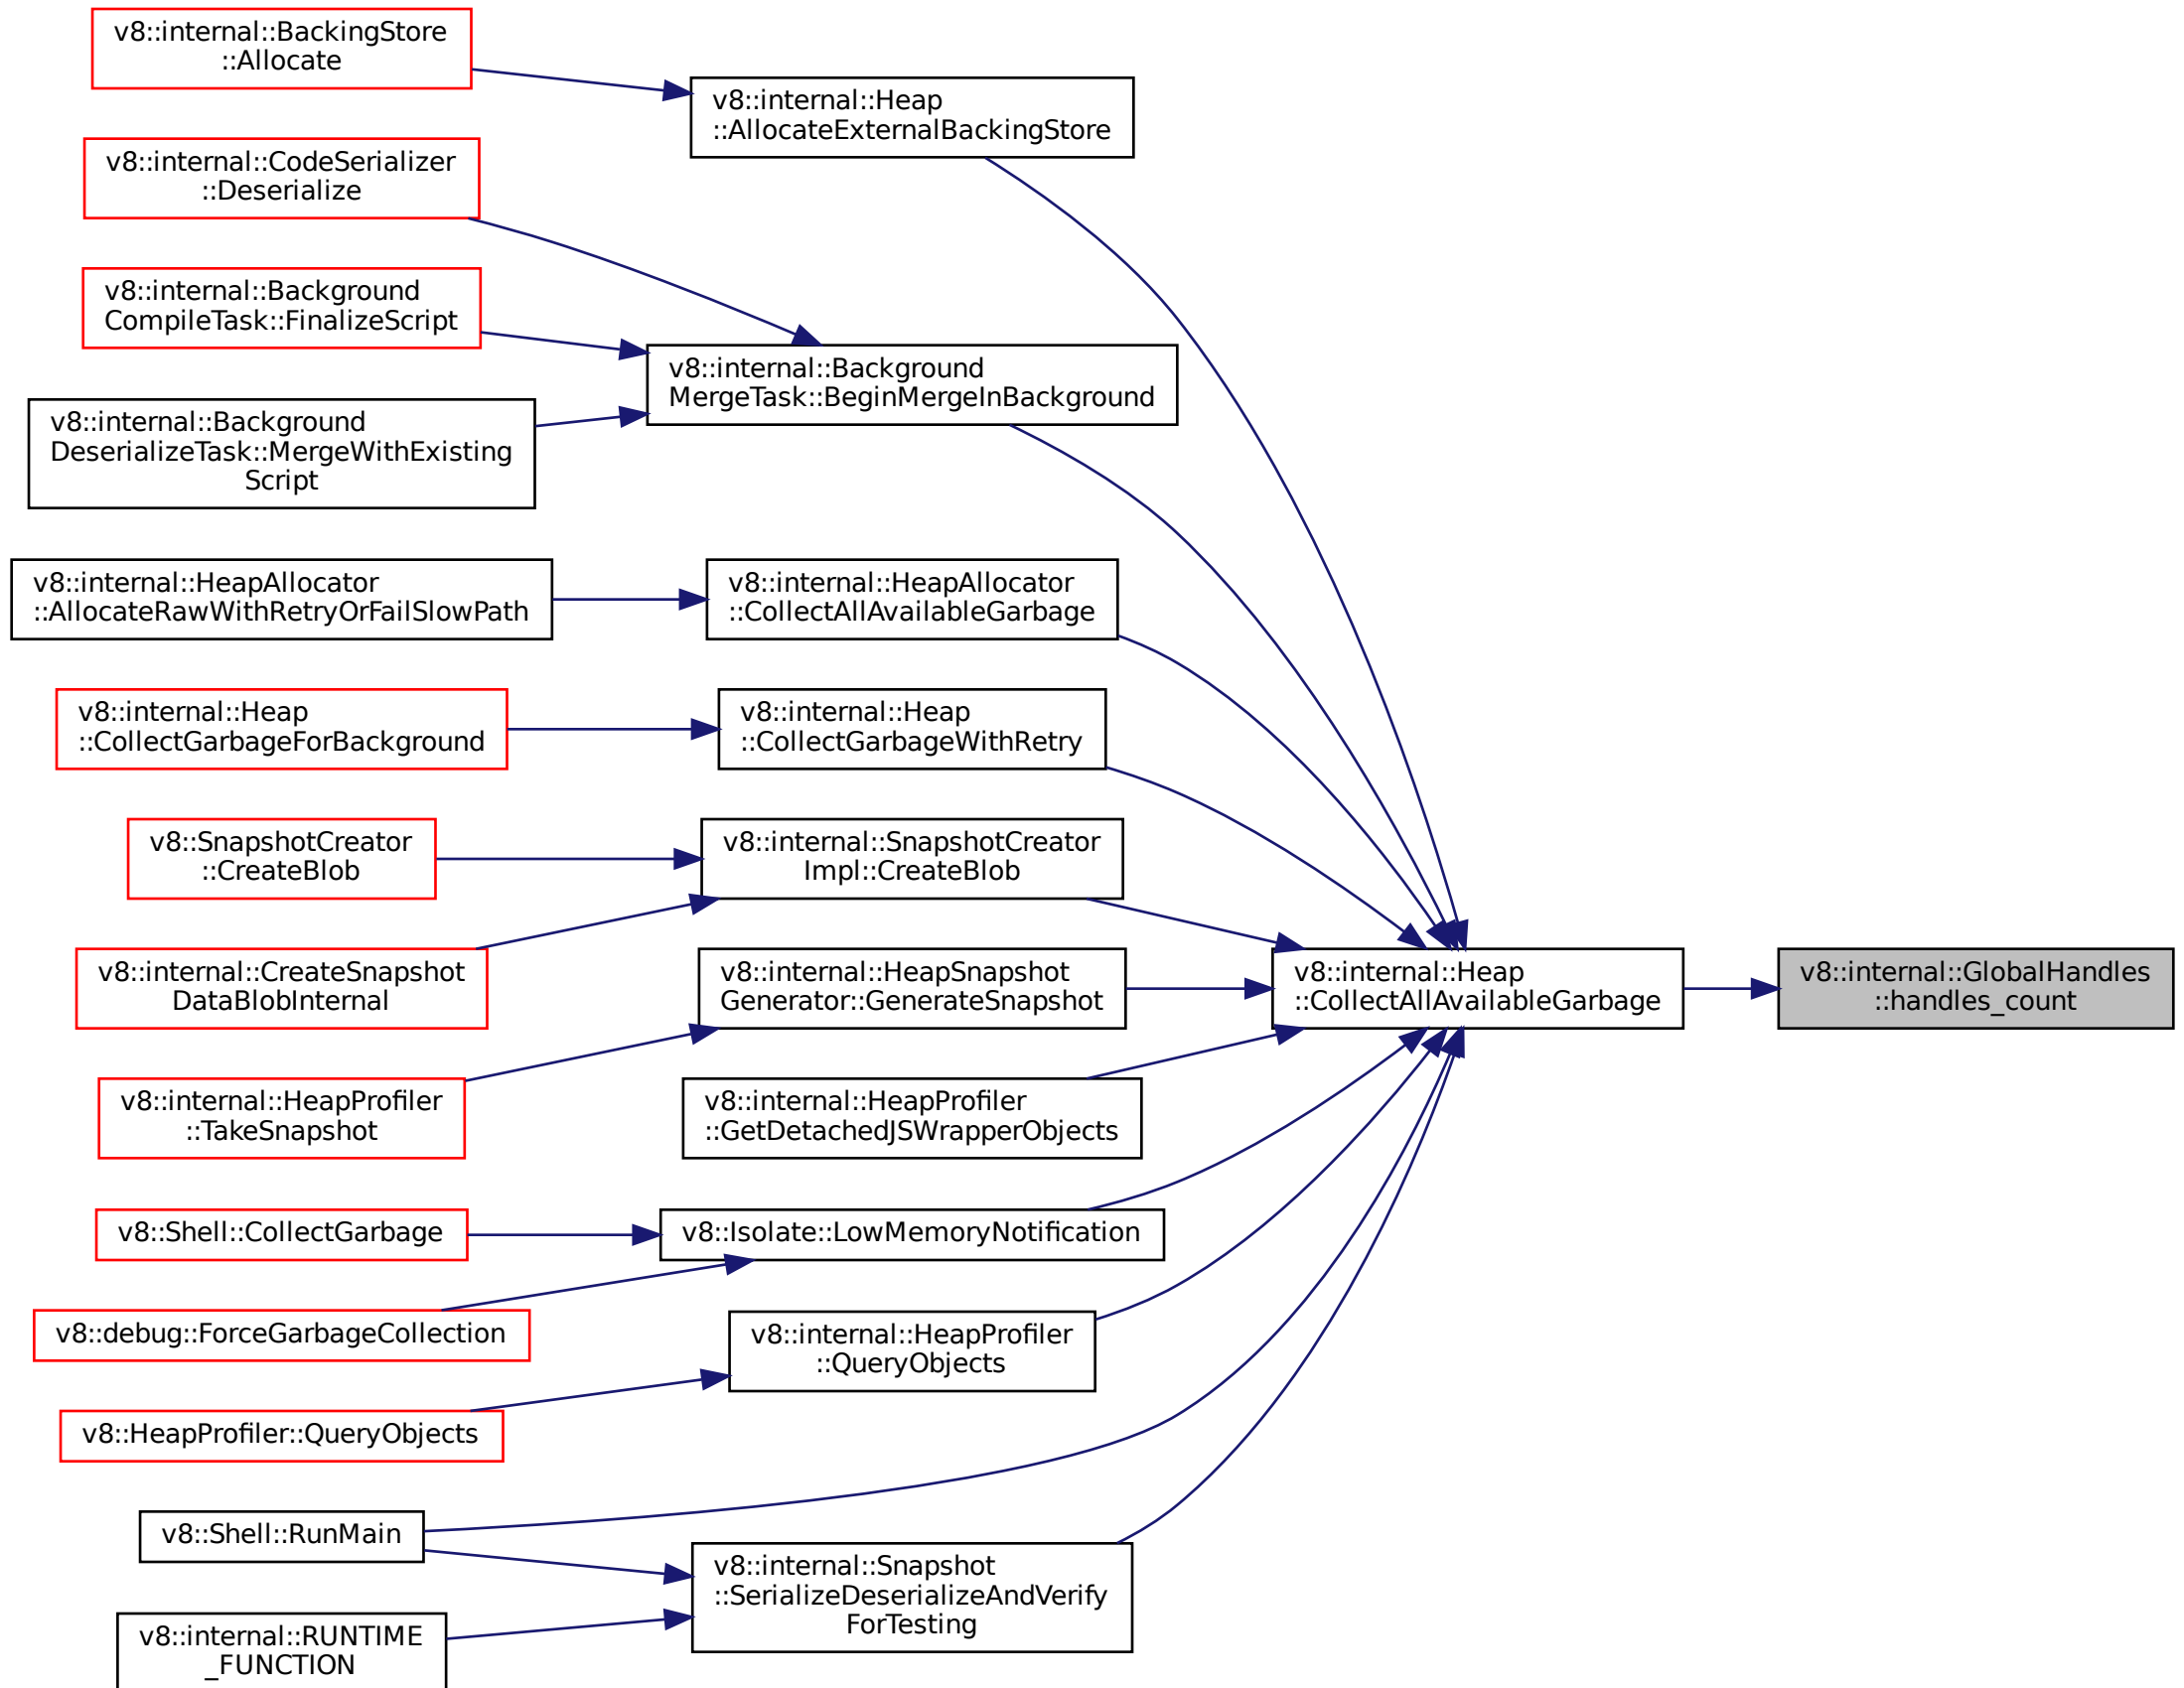 v8::internal::BackingStore
::Allocate
v8::internal::Heap
::AllocateExternalBackingStore
v8::internal::CodeSerializer
::Deserialize
v8::internal::Background
CompileTask::FinalizeScript
v8::internal::Background
MergeTask::BeginMergeInBackground
v8::internal::Background
DeserializeTask::MergeWithExisting
Script
v8::internal::HeapAllocator
::AllocateRawWithRetryOrFailSlowPath
v8::internal::HeapAllocator
::CollectAllAvailableGarbage
v8::internal::Heap
::CollectGarbageForBackground
v8::internal::Heap
::CollectGarbageWithRetry
v8::SnapshotCreator
::CreateBlob
v8::internal::SnapshotCreator
Impl::CreateBlob
v8::internal::CreateSnapshot
DataBlobInternal
v8::internal::HeapSnapshot
Generator::GenerateSnapshot
v8::internal::Heap
::CollectAllAvailableGarbage
v8::internal::GlobalHandles
::handles_count
v8::internal::HeapProfiler
::TakeSnapshot
v8::internal::HeapProfiler
::GetDetachedJSWrapperObjects
v8::Shell::CollectGarbage
v8::Isolate::LowMemoryNotification
v8::debug::ForceGarbageCollection
v8::internal::HeapProfiler
::QueryObjects
v8::HeapProfiler::QueryObjects
v8::Shell::RunMain
v8::internal::Snapshot
::SerializeDeserializeAndVerify
ForTesting
v8::internal::RUNTIME
_FUNCTION